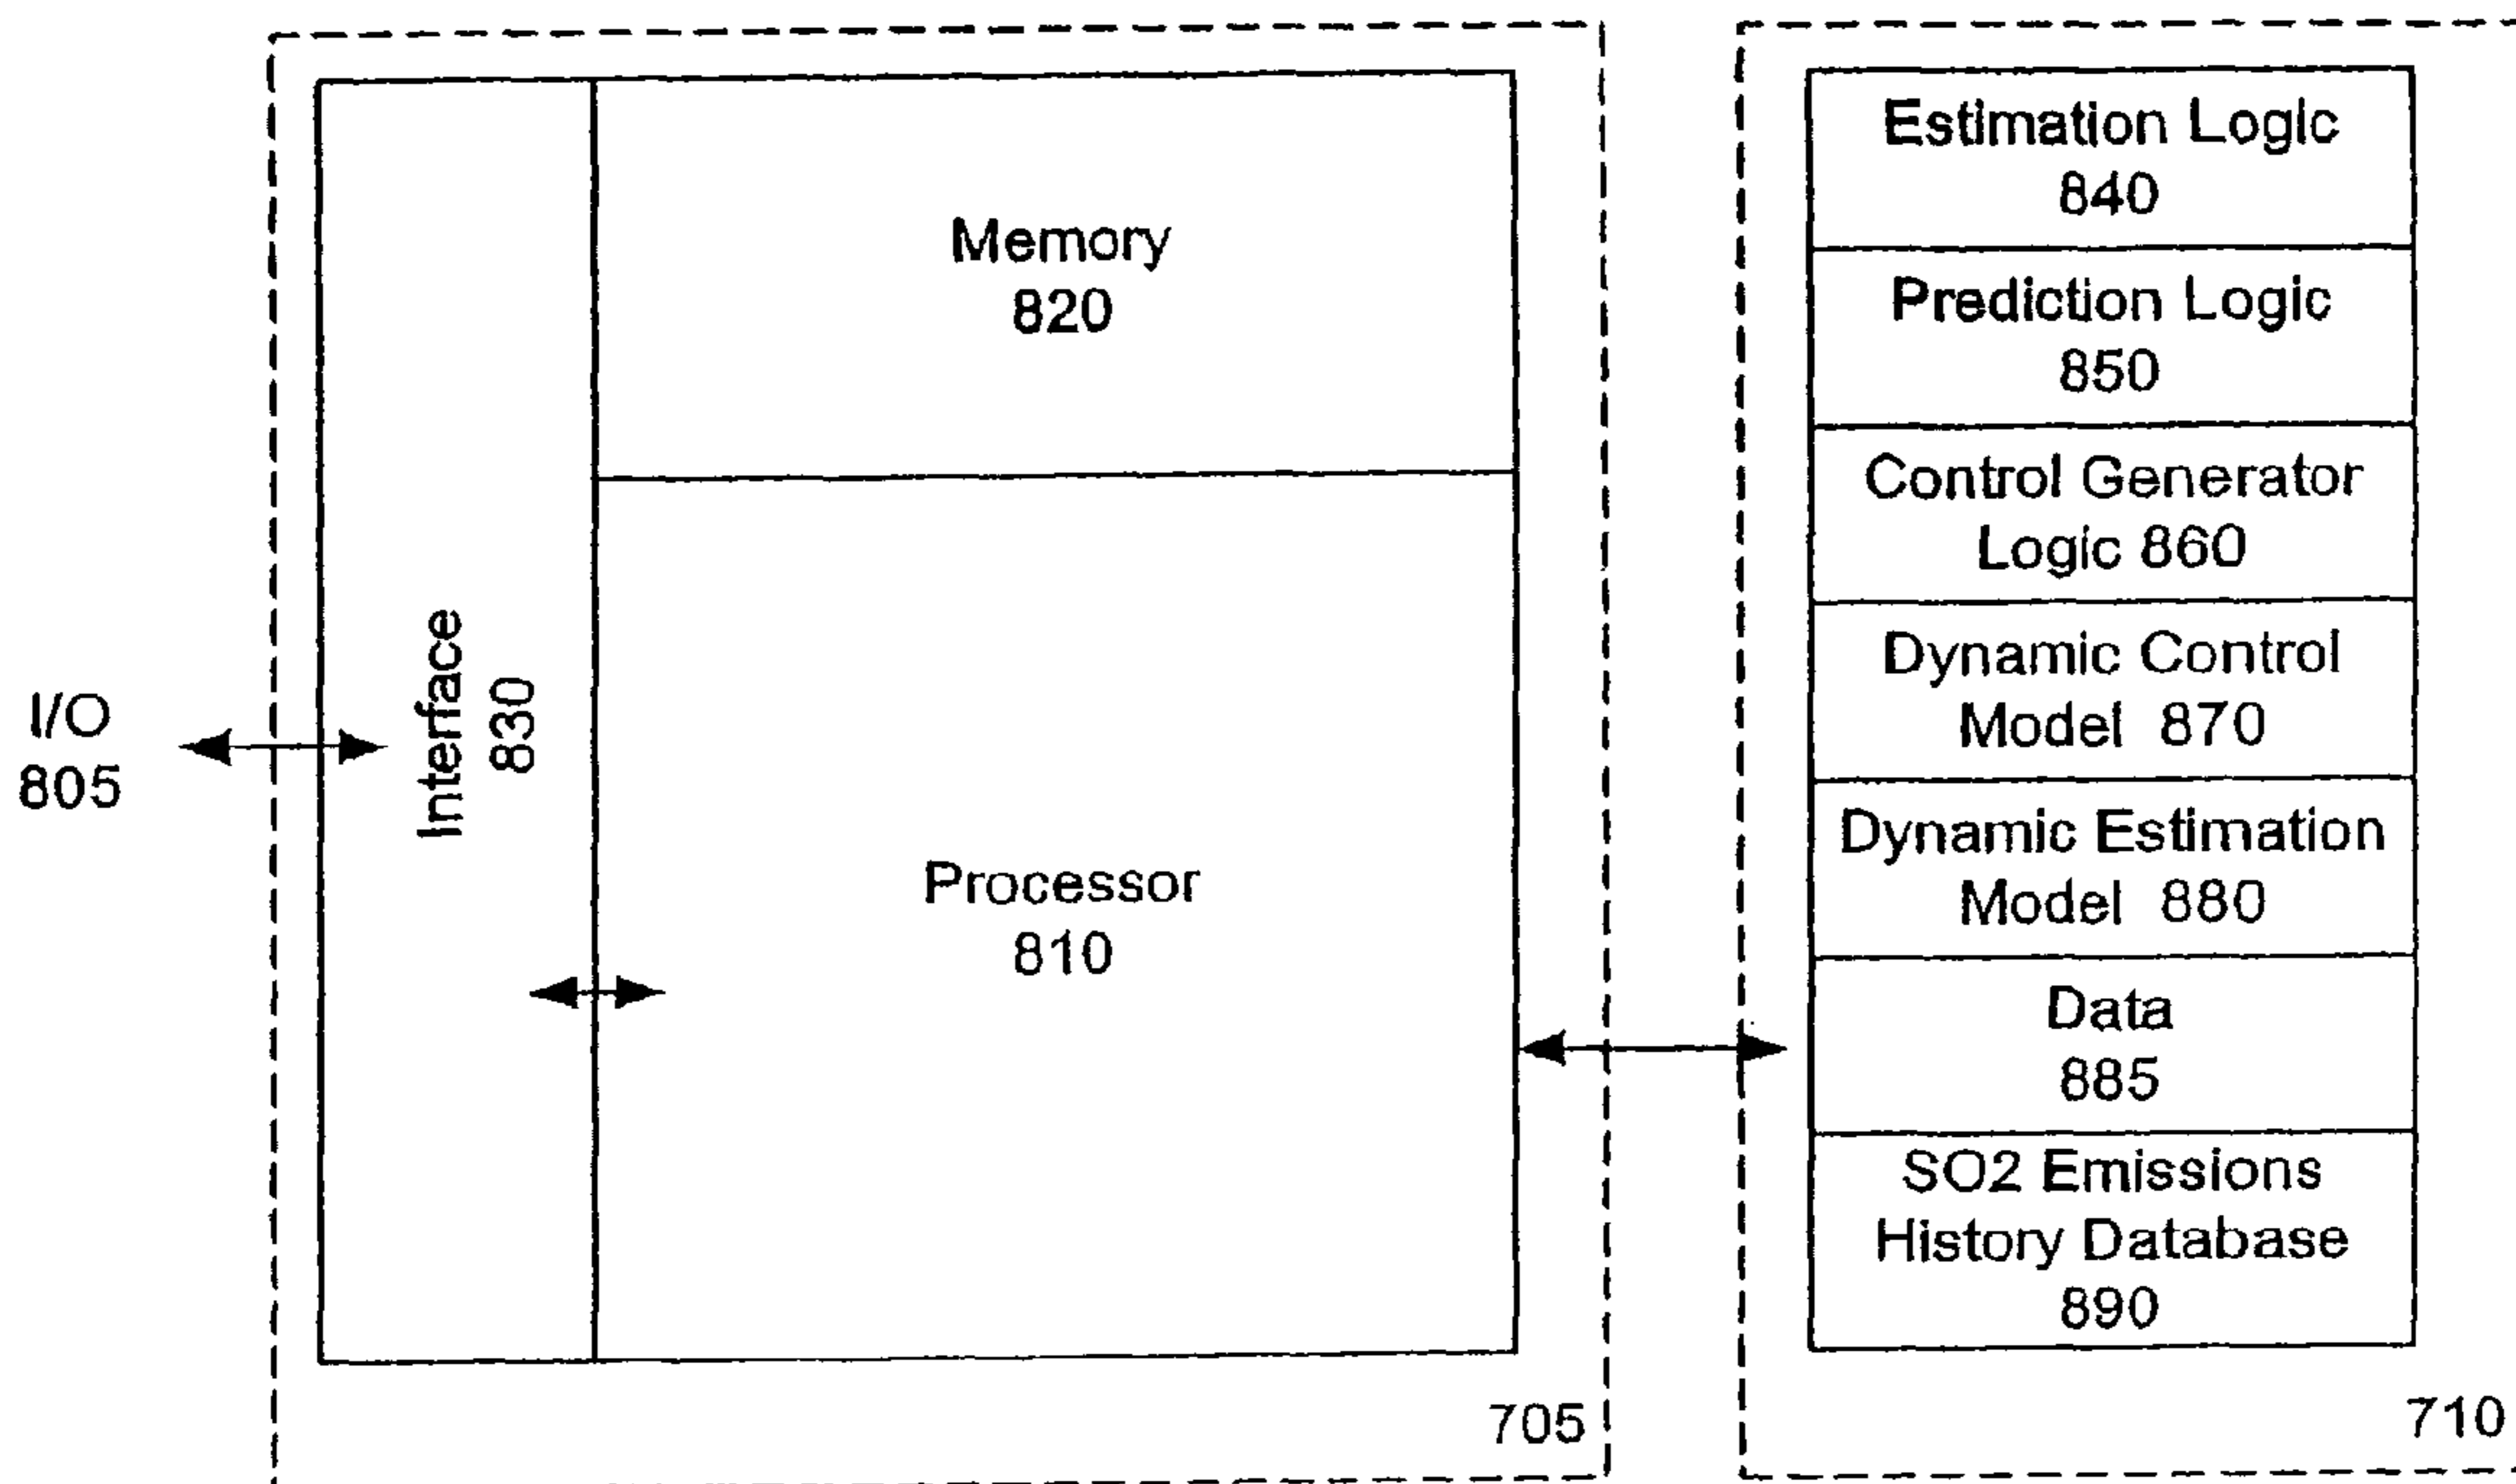 I/O
805
Interface
830
Memory
820
Processor
810
705
Estimation Logic
840
Prediction Logic
850
Control Generator
Logic 860
Dynamic Control
Model 870
Dynamic Estimation
Model 880
Data
885
SO2 Emissions
History Database
890
710